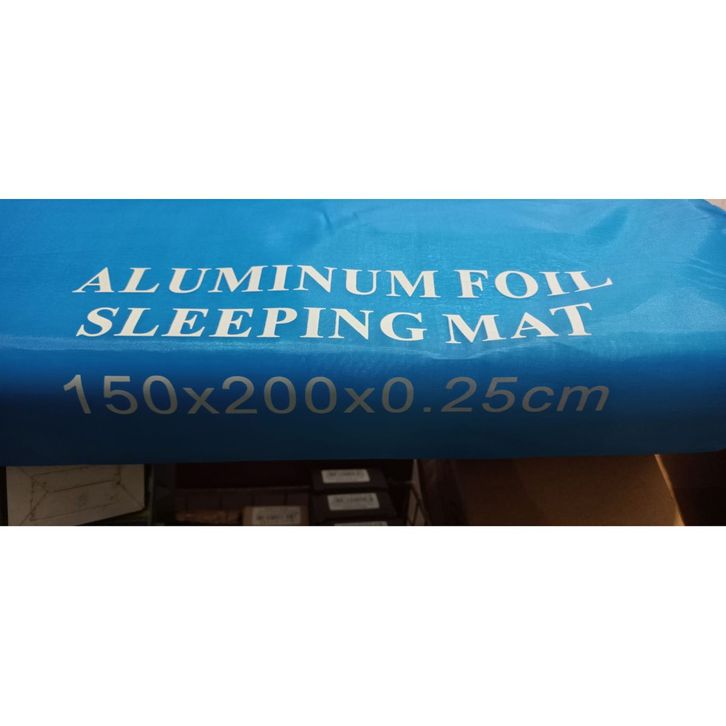 ALUMINUM FOIL
SLEEPING MAT
150x200x0.25cm